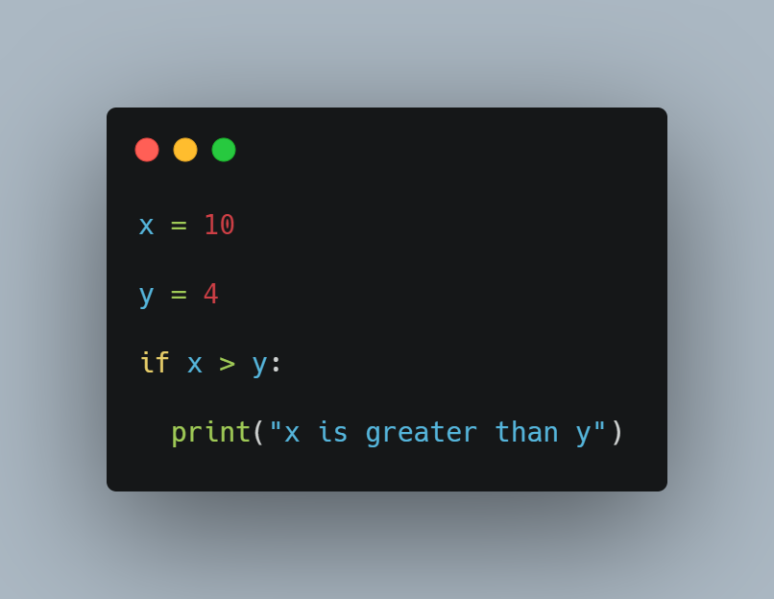 x = 10
y = 4
if x > y:
  print("x is greater than y")